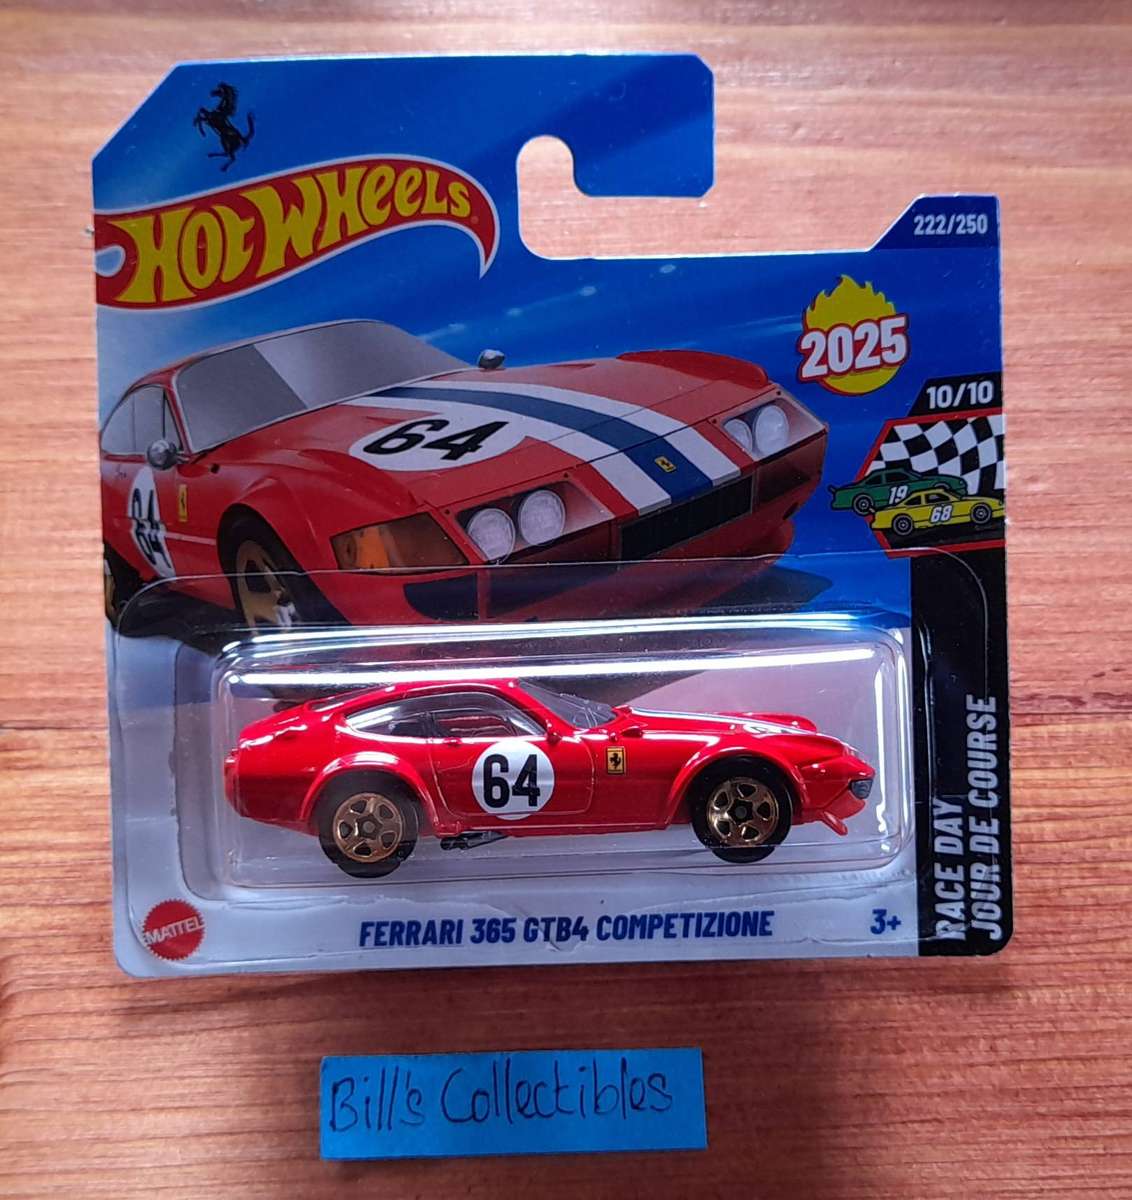 HOT WHEELS
222/250
2025
10/10
64
64
19
68
64
RACE DAY
JOUR DE COURSE
MATTEL
FERRARI 365 GTB4 COMPETIZIONE
3+
Bill's Collectibles